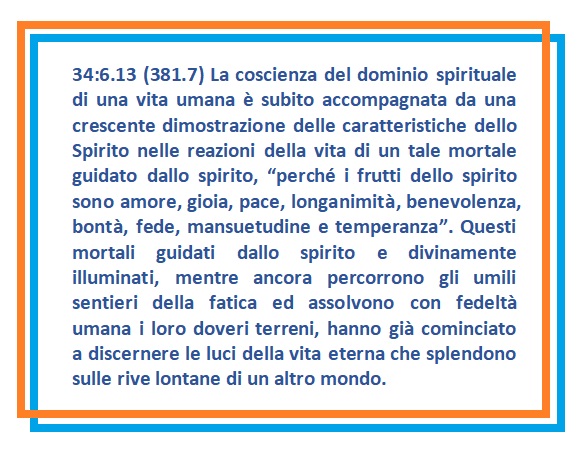 34:6.13 (381.7) La coscienza del dominio spirituale
di una vita umana è subito accompagnata da una
crescente dimostrazione delle caratteristiche dello
Spirito nelle reazioni della vita di un tale mortale
guidato dallo spirito, “perché i frutti dello spirito
sono amore, gioia, pace, longanimità, benevolenza,
bontà, fede, mansuetudine e temperanza”. Questi
mortali guidati dallo spirito e divinamente
illuminati, mentre ancora percorrono gli umili
sentieri della fatica ed assolvono con fedeltà
umana i loro doveri terreni, hanno già cominciato
a discernere le luci della vita eterna che splendono
sulle rive lontane di un altro mondo.